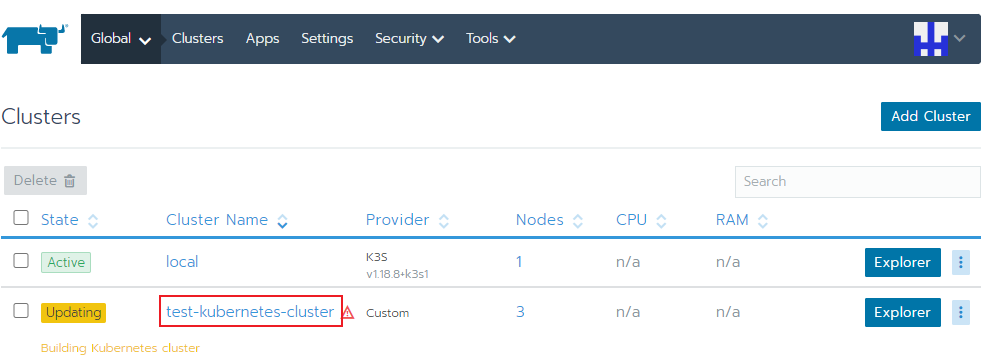 Global Clusters Apps Settings Security Tools
Clusters Add Cluster
Delete Search
State Cluster Name Provider Nodes CPU RAM
Active local K3S 1 n/a n/a Explorer
v1.18.8+k3s1
Updating test-kubernetes-cluster Custom 3 n/a n/a Explorer
Building Kubernetes cluster